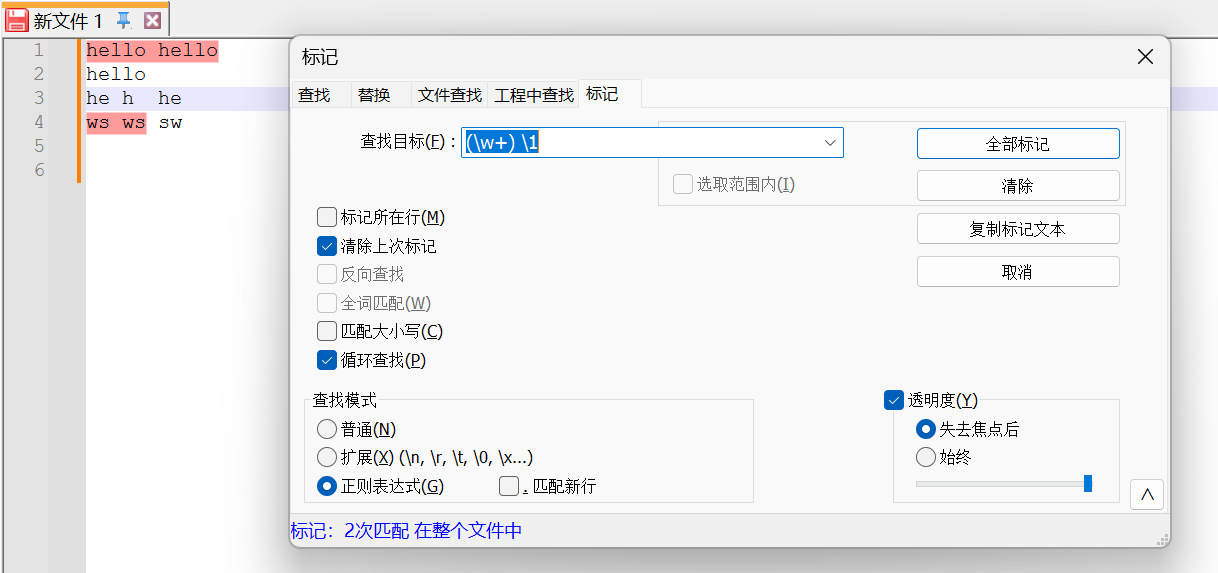 新文件 1
1 hello hello
2 hello
3 he h  he
4 ws ws sw
5
6
标记
查找 替换 文件查找 工程中查找 标记
查找目标(F)：(\w+) \1
全部标记
选取范围内(I)
清除
标记所在行(M)
复制标记文本
清除上次标记
取消
反向查找
全词匹配(W)
匹配大小写(C)
循环查找(P)
查找模式
透明度(Y)
普通(N)
失去焦点后
扩展(X) (\n, \r, \t, \0, \x...)
始终
正则表达式(G)
. 匹配新行
标记：2次匹配 在整个文件中